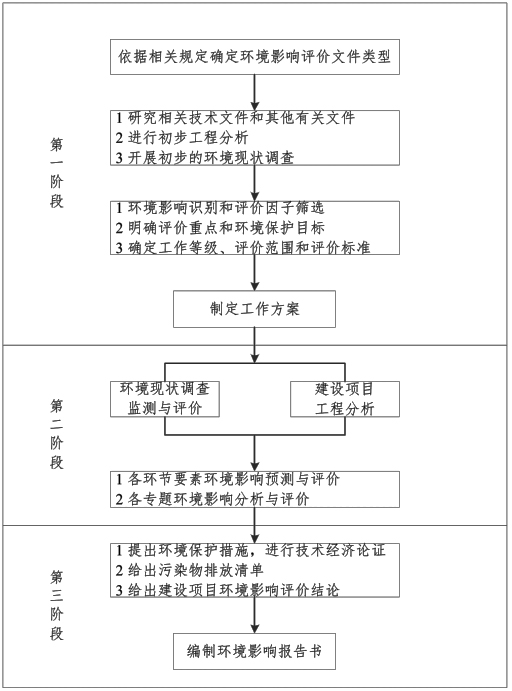 依据相关规定确定环境影响评价文件类型
第一阶段
1 研究相关技术文件和其他有关文件
2 进行初步工程分析
3 开展初步的环境现状调查
1 环境影响识别和评价因子筛选
2 明确评价重点和环境保护目标
3 确定工作等级、评价范围和评价标准
制定工作方案
第二阶段
环境现状调查
监测与评价
建设项目
工程分析
1 各环节要素环境影响预测与评价
2 各专题环境影响分析与评价
第三阶段
1 提出环境保护措施，进行技术经济论证
2 给出污染物排放清单
3 给出建设项目环境影响评价结论
编制环境影响报告书